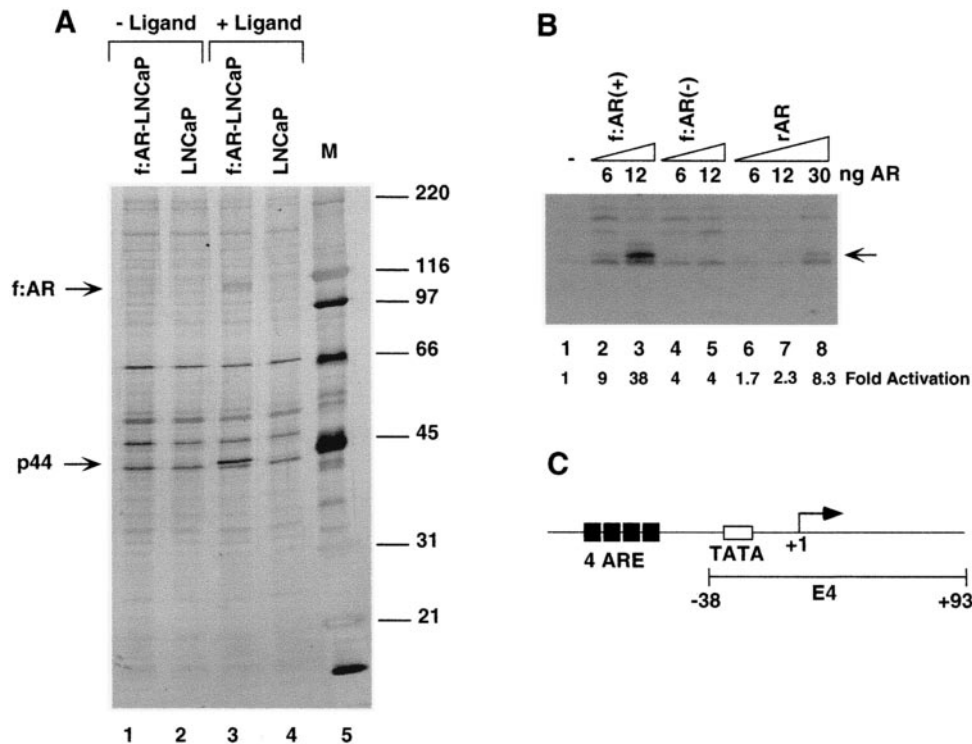 A
- Ligand
+ Ligand
f:AR-LNCaP
LNCaP
f:AR-LNCaP
LNCaP
M
220
116
f:AR
97
66
45
p44
31
21
1 2 3 4 5
B
f:AR(+)
f:AR(-)
rAR
-
6 12 6 12 6 12 30 ng AR
1 2 3 4 5 6 7 8
1 9 38 4 4 1.7 2.3 8.3 Fold Activation
C
4 ARE
TATA
+1
E4
-38
+93